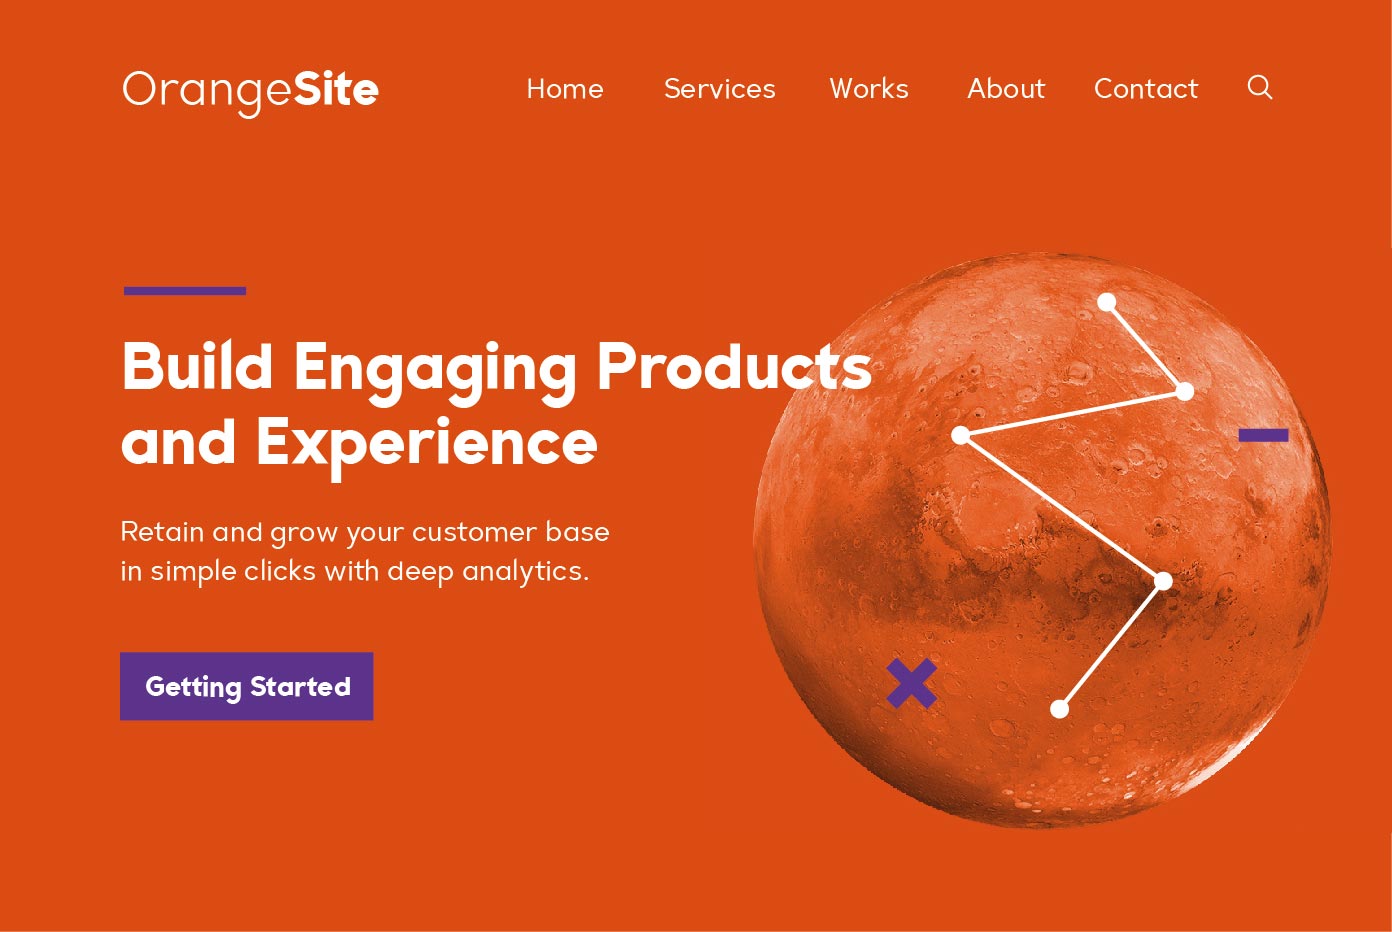 OrangeSite
Home Services Works About Contact
Build Engaging Products
and Experience
Retain and grow your customer base
in simple clicks with deep analytics.
Getting Started